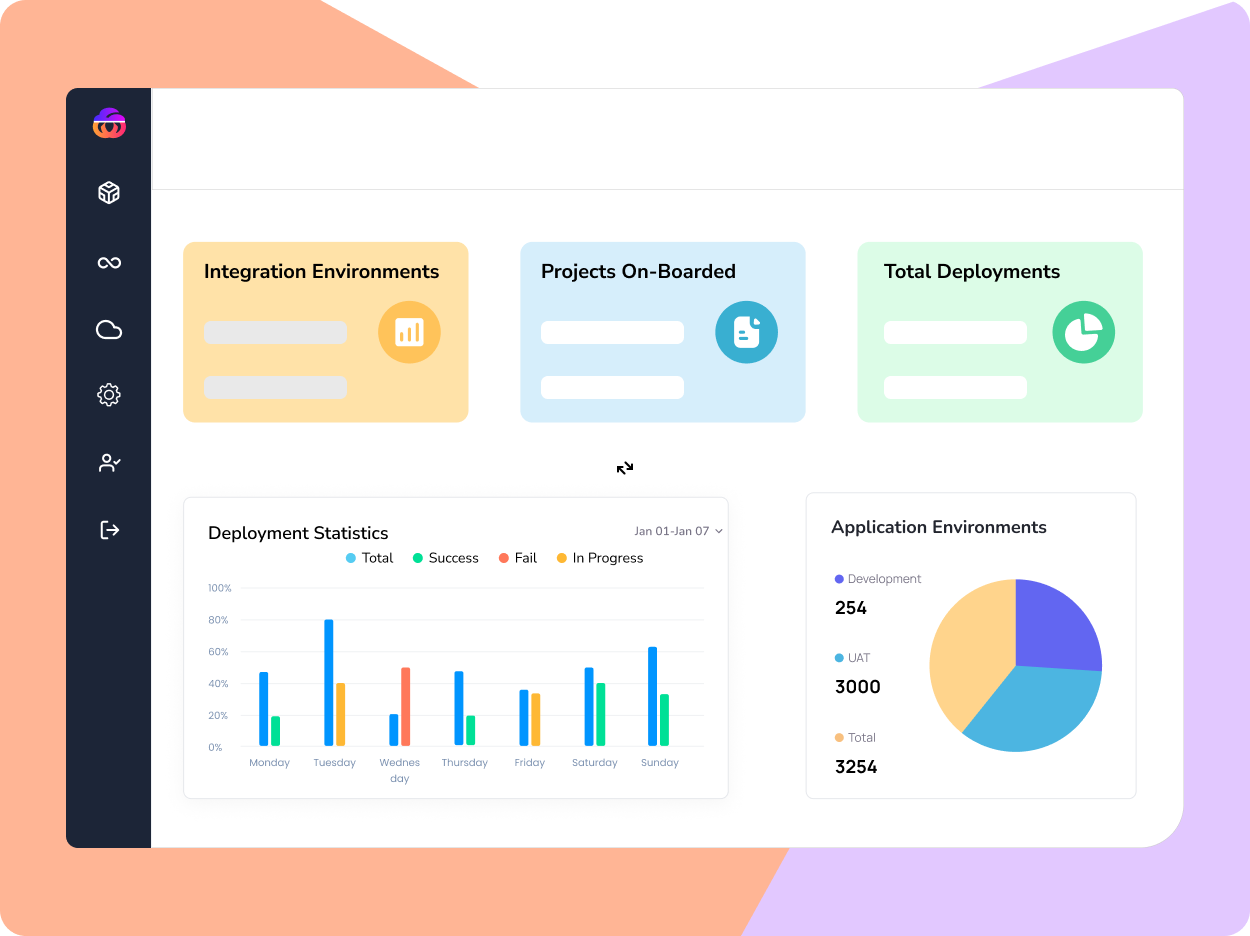 Integration Environments
Projects On-Boarded
Total Deployments
Deployment Statistics
Jan 01-Jan 07
Total Success Fail In Progress
100%
80%
60%
40%
20%
0%
Monday Tuesday Wednes Thursday Friday Saturday Sunday
day
Application Environments
Development
254
UAT
3000
Total
3254